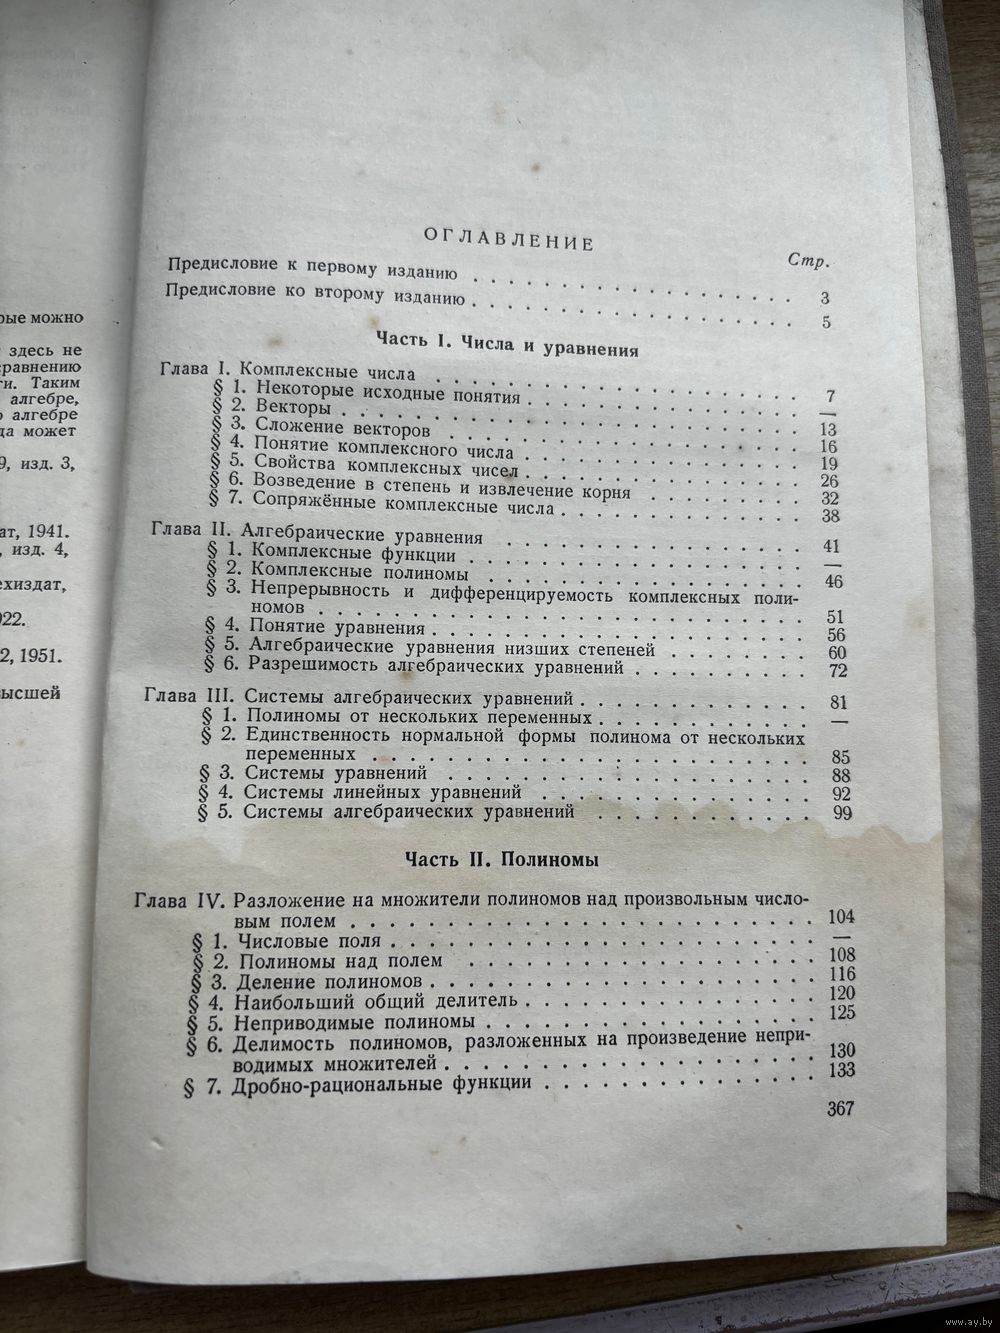 рые можно
здесь не
сравнению
ти. Таким
алгебре,
о алгебре
да может
9, изд. 3,
ат, 1941.
, изд. 4,
ехиздат,
922.
2, 1951.
высшей
ОГЛАВЛЕНИЕ
Стр.
Предисловие к первому изданию . . . . . . . . . . . . . . . . . 3
Предисловие ко второму изданию . . . . . . . . . . . . . . . . . 5
Часть I. Числа и уравнения
Глава I. Комплексные числа . . . . . . . . . . . . . . . . . 7
§ 1. Некоторые исходные понятия . . . . . . . . . . . . . . —
§ 2. Векторы . . . . . . . . . . . . . . . . . . . . . . 13
§ 3. Сложение векторов . . . . . . . . . . . . . . . . . 16
§ 4. Понятие комплексного числа . . . . . . . . . . . . . . 19
§ 5. Свойства комплексных чисел . . . . . . . . . . . . . . 26
§ 6. Возведение в степень и извлечение корня . . . . . . . . 32
§ 7. Сопряжённые комплексные числа . . . . . . . . . . . . 38
Глава II. Алгебраические уравнения . . . . . . . . . . . . . . 41
§ 1. Комплексные функции . . . . . . . . . . . . . . . . —
§ 2. Комплексные полиномы . . . . . . . . . . . . . . . . 46
§ 3. Непрерывность и дифференцируемость комплексных поли-
номов . . . . . . . . . . . . . . . . . . . . . . . 51
§ 4. Понятие уравнения . . . . . . . . . . . . . . . . . . 56
§ 5. Алгебраические уравнения низших степеней . . . . . . . 60
§ 6. Разрешимость алгебраических уравнений . . . . . . . . . 72
Глава III. Системы алгебраических уравнений . . . . . . . . . . . 81
§ 1. Полиномы от нескольких переменных . . . . . . . . . . —
§ 2. Единственность нормальной формы полинома от нескольких
переменных . . . . . . . . . . . . . . . . . . . . . 85
§ 3. Системы уравнений . . . . . . . . . . . . . . . . . 88
§ 4. Системы линейных уравнений . . . . . . . . . . . . . 92
§ 5. Системы алгебраических уравнений . . . . . . . . . . . 99
Часть II. Полиномы
Глава IV. Разложение на множители полиномов над произвольным число-
вым полем . . . . . . . . . . . . . . . . . . . . . . 104
§ 1. Числовые поля . . . . . . . . . . . . . . . . . . . . —
§ 2. Полиномы над полем . . . . . . . . . . . . . . . . . 108
§ 3. Деление полиномов . . . . . . . . . . . . . . . . . . 116
§ 4. Наибольший общий делитель . . . . . . . . . . . . . . 120
§ 5. Неприводимые полиномы . . . . . . . . . . . . . . . . 125
§ 6. Делимость полиномов, разложенных на произведение непри-
водимых множителей . . . . . . . . . . . . . . . . . . 130
§ 7. Дробно-рациональные функции . . . . . . . . . . . . . 133
367
www.ay.by